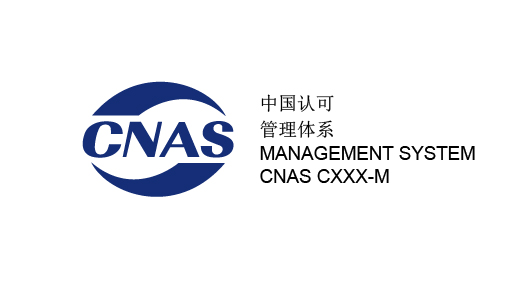 CNAS
中国认可
管理体系
MANAGEMENT SYSTEM
CNAS CXXX-M